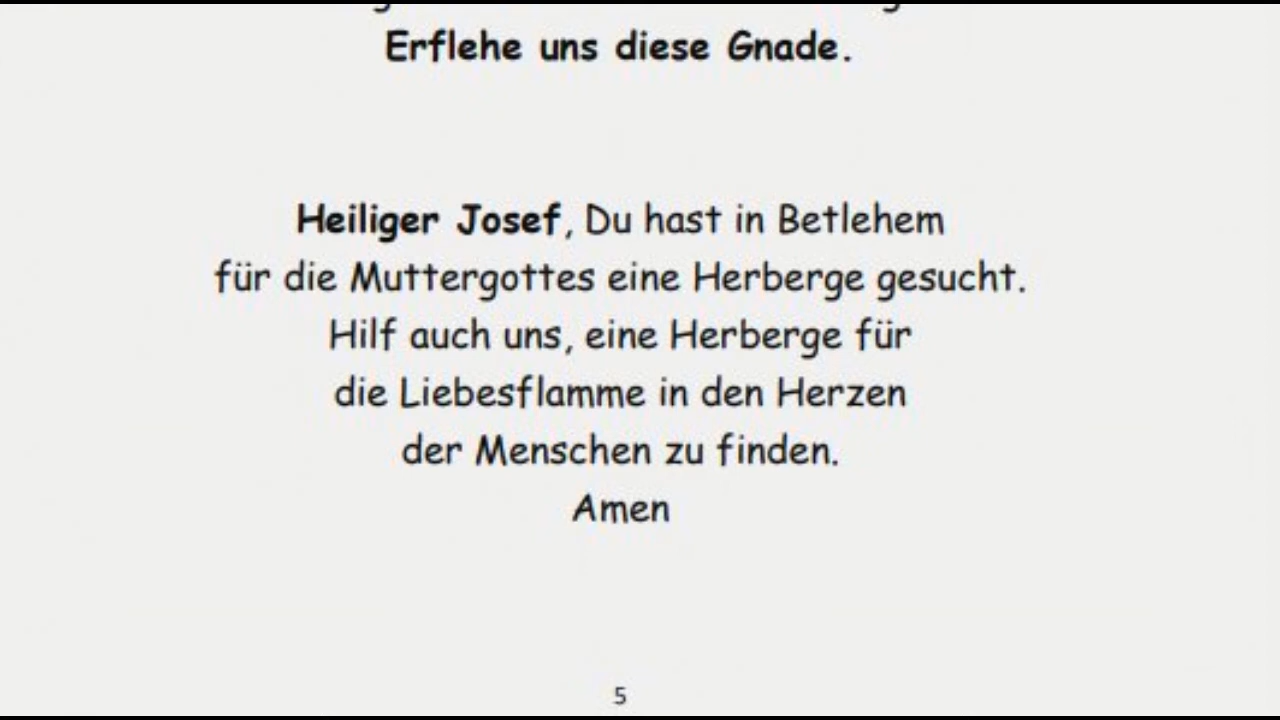 Erflehe uns diese Gnade.
Heiliger Josef, Du hast in Betlehem
für die Muttergottes eine Herberge gesucht.
Hilf auch uns, eine Herberge für
die Liebesflamme in den Herzen
der Menschen zu finden.
Amen
5